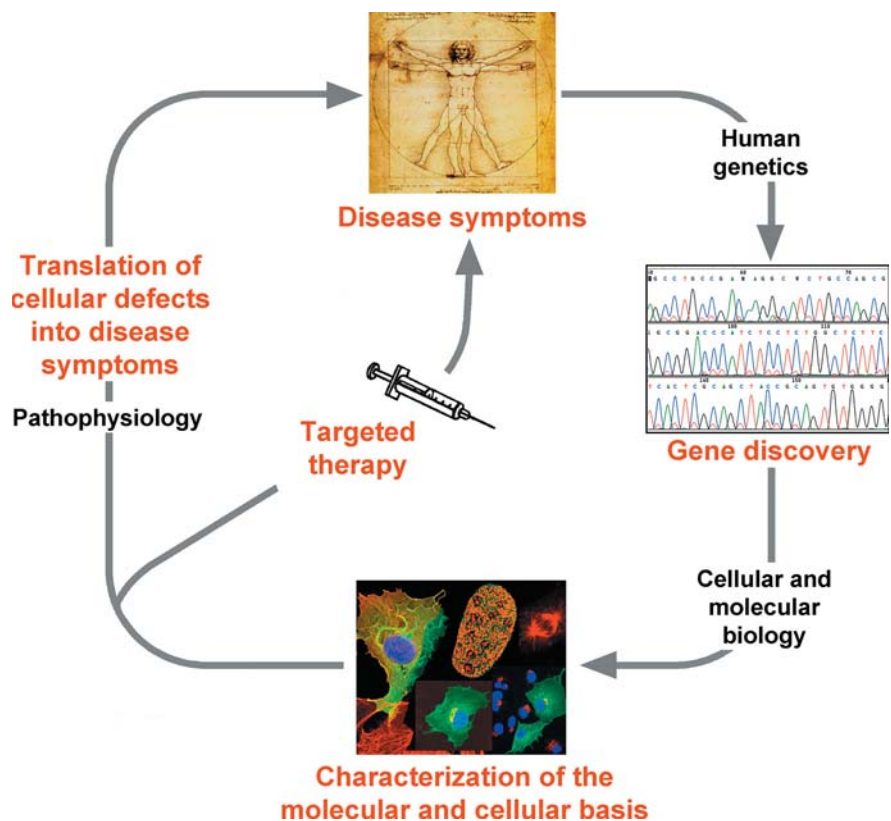 Human
genetics
Disease symptoms
Translation of
cellular defects
into disease
symptoms
Pathophysiology
Targeted
therapy
Gene discovery
Cellular and
molecular
biology
Characterization of the
molecular and cellular basis